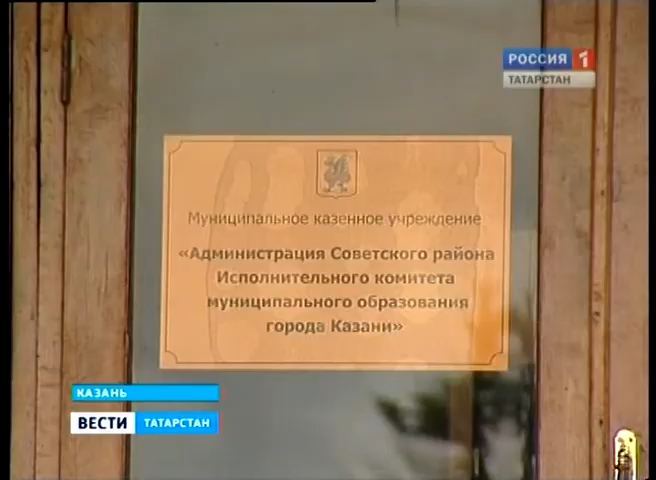 РОССИЯ 1
ТАТАРСТАН
Муниципальное казенное учреждение
«Администрация Советского района
Исполнительного комитета
муниципального образования
города Казани»
КАЗАНЬ
ВЕСТИ ТАТАРСТАН